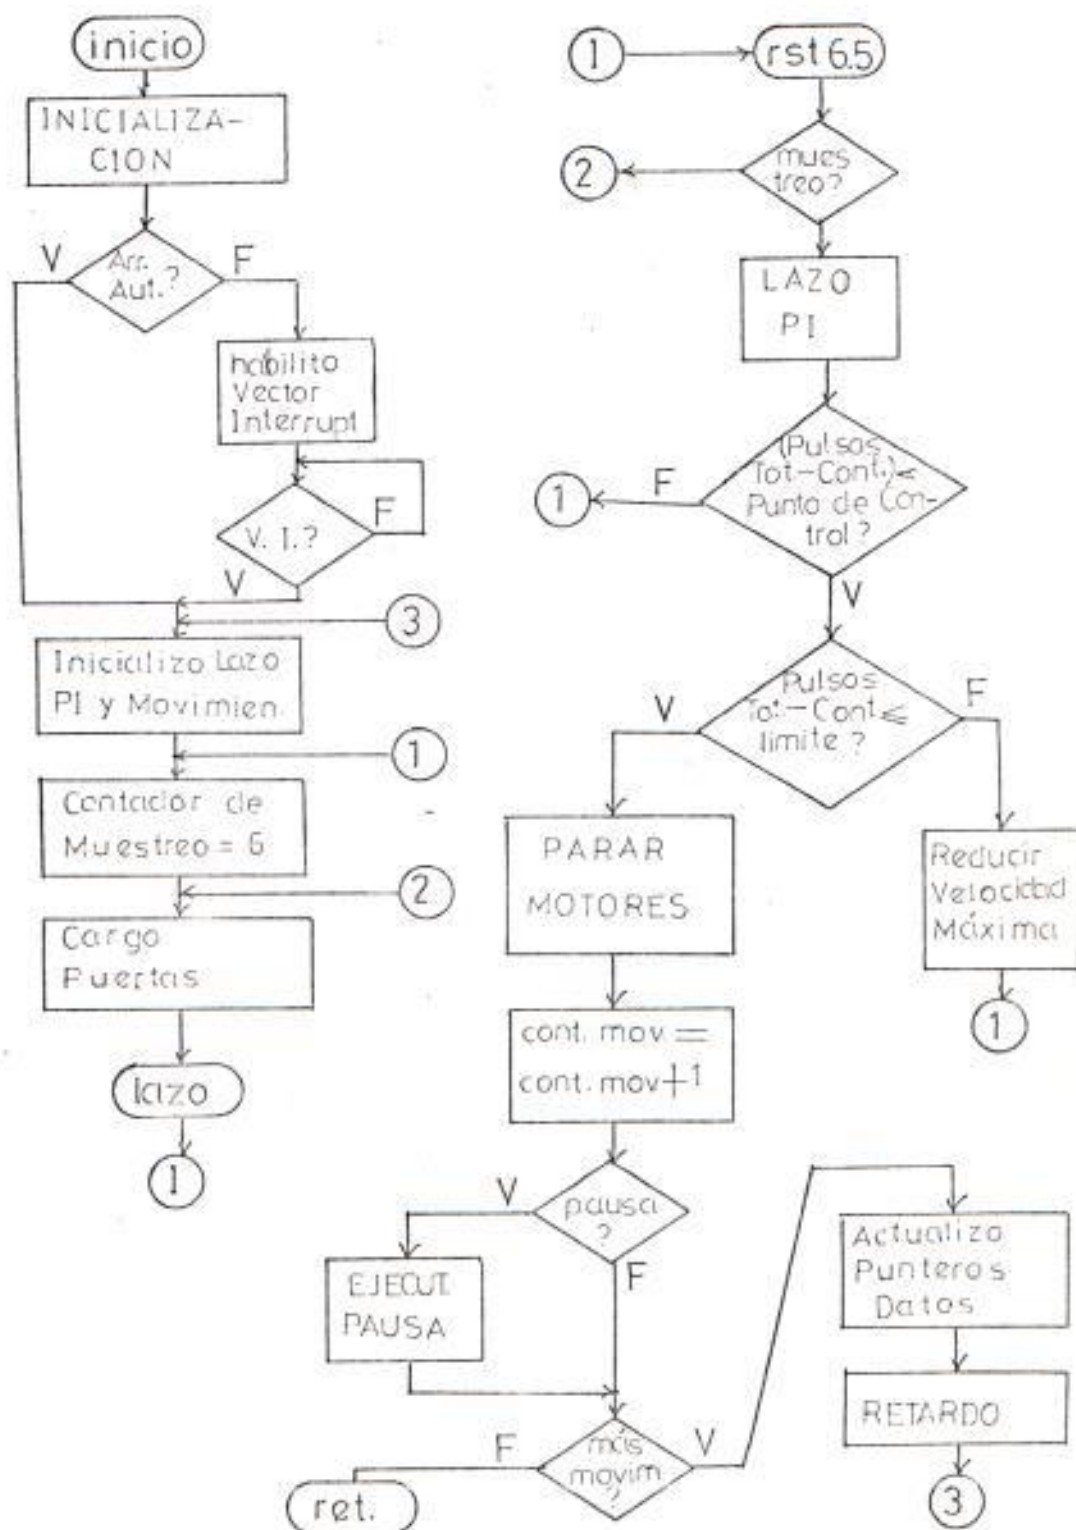 inicio
INICIALIZA-
CION
V
Arr.
Aut.?
F
habilito
Vector
Interrupt
V. I.?
F
V
3
Inicializo Lazo
PI y Movimien.
1
Contador de
Muestreo = 6
2
Cargo
Puertas
lazo
1
1
rst 6.5
mues
treo?
2
LAZO
PI
(Pulsos
Tot-Cont.)≤
Punto de Con-
trol?
F
1
V
Pulsos
Tot-Cont.≤
limite?
V
F
PARAR
MOTORES
Reducir
Velocidad
Máxima
1
cont. mov =
cont. mov+1
pausa
?
V
F
EJECUT.
PAUSA
más
movim
?
F
V
ret.
Actualizo
Punteros
Datos
RETARDO
3